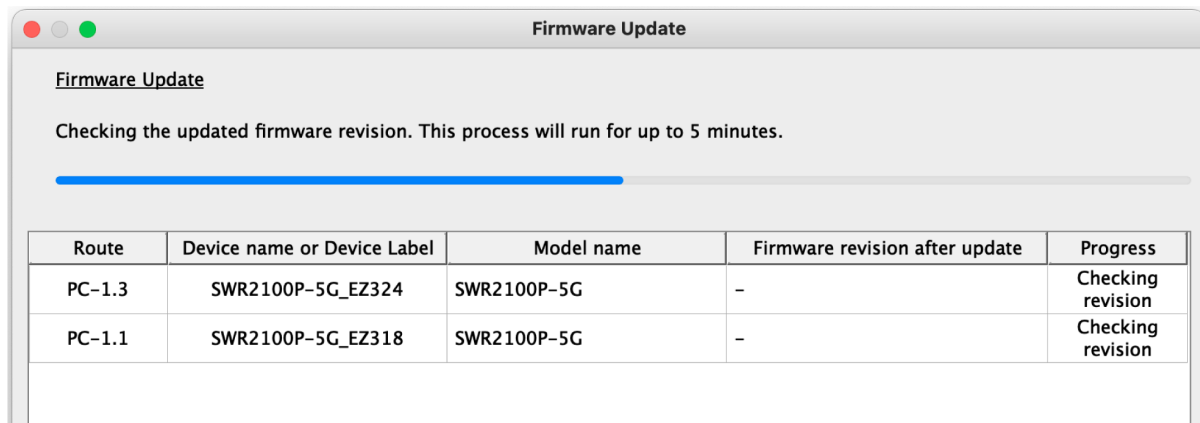 Firmware Update
Firmware Update
Checking the updated firmware revision. This process will run for up to 5 minutes.
Route Device name or Device Label Model name Firmware revision after update Progress
PC-1.3 SWR2100P-5G_EZ324 SWR2100P-5G – Checking
revision
PC-1.1 SWR2100P-5G_EZ318 SWR2100P-5G – Checking
revision